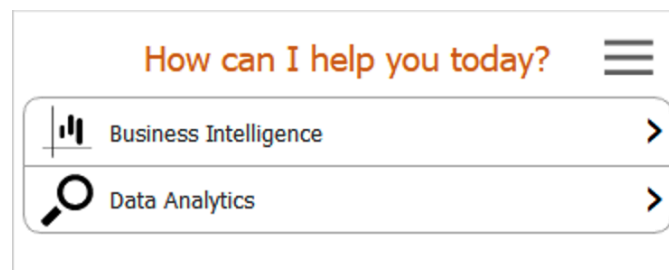 How can I help you today?
Business Intelligence
Data Analytics